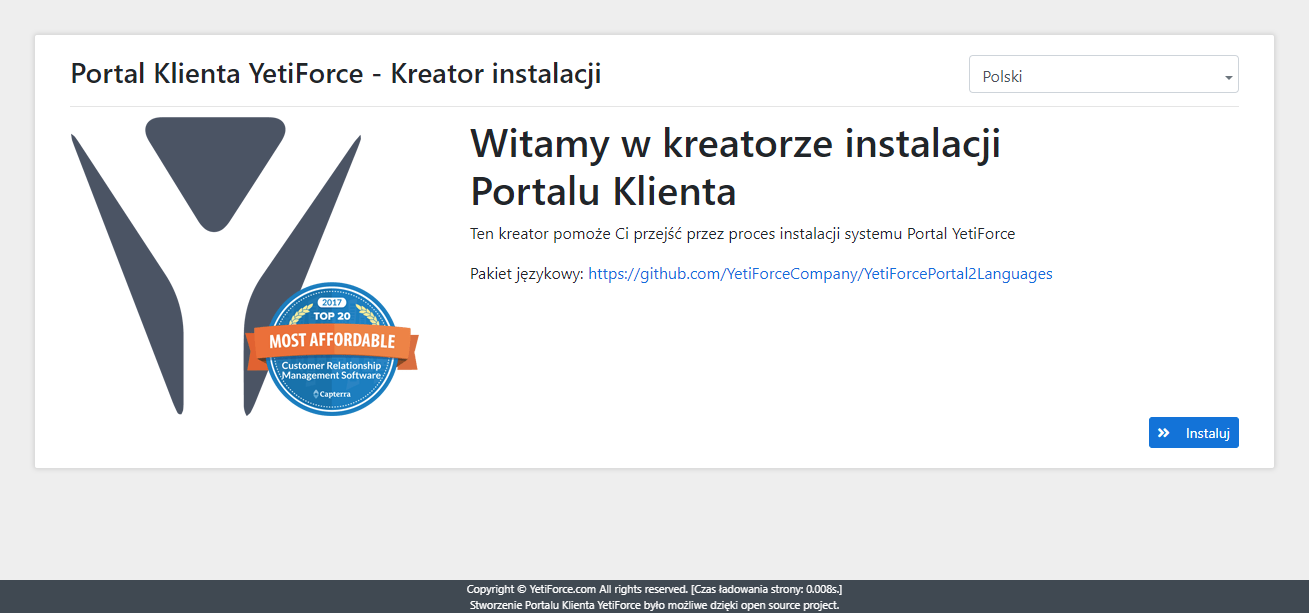 Portal Klienta YetiForce - Kreator instalacji
Polski
Witamy w kreatorze instalacji
Portalu Klienta
Ten kreator pomoże Ci przejść przez proces instalacji systemu Portal YetiForce
Pakiet językowy: https://github.com/YetiForceCompany/YetiForcePortal2Languages
2017
TOP 20
MOST AFFORDABLE
Customer Relationship
Management Software
Capterra
Instaluj
Copyright © YetiForce.com All rights reserved. [Czas ładowania strony: 0.008s.]
Stworzenie Portalu Klienta YetiForce było możliwe dzięki open source project.